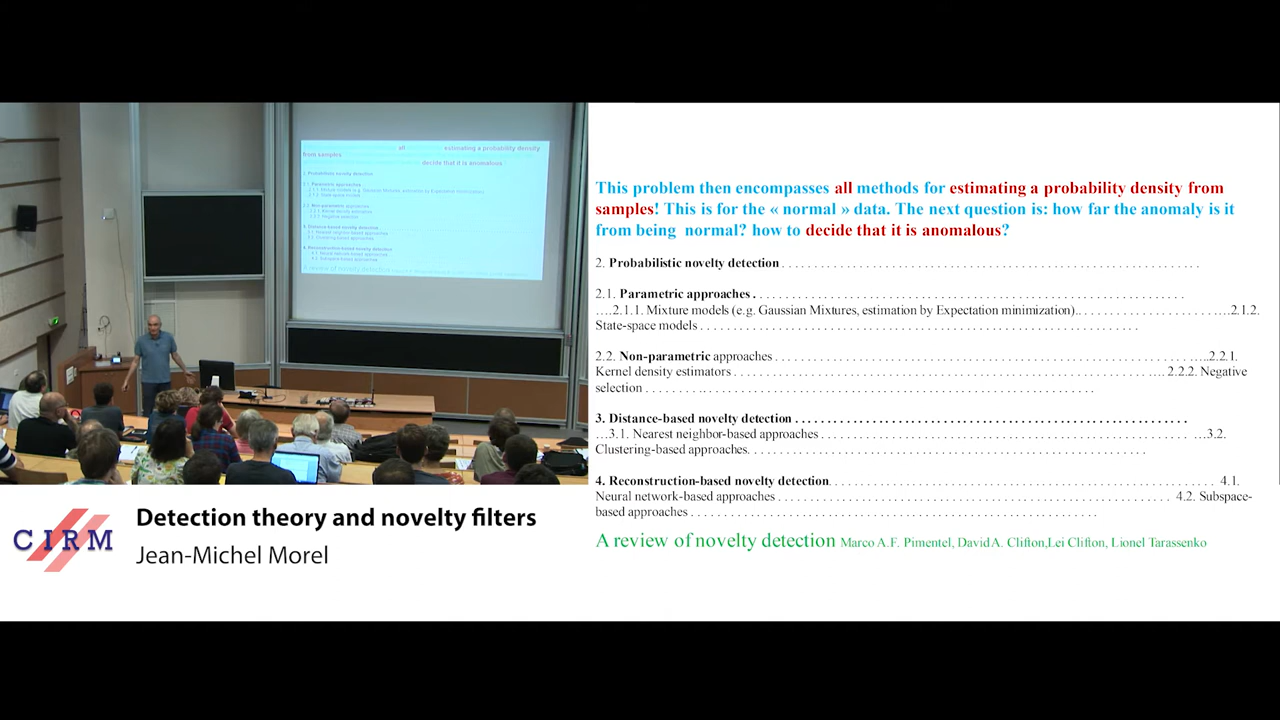 This problem then encompasses all methods for estimating a probability density from
samples! This is for the « normal » data. The next question is: how far the anomaly is it
from being normal? how to decide that it is anomalous?
2. Probabilistic novelty detection . . . . . . . . . . . . . . . . . . . . . . . . . . . . . . . . . . . . . . . . . . . . . . . . . . . . . . . . . . . . . . . . . .
2.1. Parametric approaches . . . . . . . . . . . . . . . . . . . . . . . . . . . . . . . . . . . . . . . . . . . . . . . . . . . . . . . . . . . . . . . . . . . .
….2.1.1. Mixture models (e.g. Gaussian Mixtures, estimation by Expectation minimization). . . . . . . . . . . . . . . . . . . . . . . . ….2.1.2.
State-space models . . . . . . . . . . . . . . . . . . . . . . . . . . . . . . . . . . . . . . . . . . . . . . . . . . . . . . . . . . . . . . . . . . . . . .
2.2. Non-parametric approaches . . . . . . . . . . . . . . . . . . . . . . . . . . . . . . . . . . . . . . . . . . . . . . . . . . . . . . . . . . . . . …..2.2.1.
Kernel density estimators . . . . . . . . . . . . . . . . . . . . . . . . . . . . . . . . . . . . . . . . . . . . . . . . . . . . . . . . . . . . . . . … 2.2.2. Negative
selection . . . . . . . . . . . . . . . . . . . . . . . . . . . . . . . . . . . . . . . . . . . . . . . . . . . . . . . . . . . . . . . . . . . . . . . .
3. Distance-based novelty detection . . . . . . . . . . . . . . . . . . . . . . . . . . . . . . . . . . . . . . . . . . . . . . . . . . . . . . . . . . . . . . .
…3.1. Nearest neighbor-based approaches . . . . . . . . . . . . . . . . . . . . . . . . . . . . . . . . . . . . . . . . . . . . . . . . . . . . . . . …3.2.
Clustering-based approaches. . . . . . . . . . . . . . . . . . . . . . . . . . . . . . . . . . . . . . . . . . . . . . . . . . . . . . . . . . . . . . . .
4. Reconstruction-based novelty detection. . . . . . . . . . . . . . . . . . . . . . . . . . . . . . . . . . . . . . . . . . . . . . . . . . . . . . . . . 4.1.
Neural network-based approaches . . . . . . . . . . . . . . . . . . . . . . . . . . . . . . . . . . . . . . . . . . . . . . . . . . . . . . . . . . . 4.2. Subspace-
based approaches . . . . . . . . . . . . . . . . . . . . . . . . . . . . . . . . . . . . . . . . . . . . . . . . . . . . . . . . . . . . . . . . . .
A review of novelty detection Marco A.F. Pimentel, David A. Clifton,Lei Clifton, Lionel Tarassenko
CIRM
Detection theory and novelty filters
Jean-Michel Morel